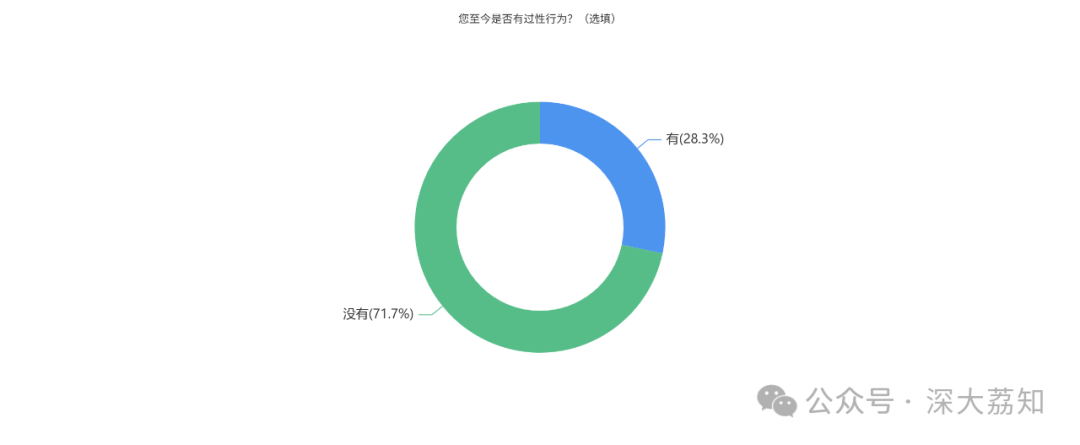 您至今是否有过性行为？（选填）
有(28.3%)
没有(71.7%)
公众号 · 深大荔知